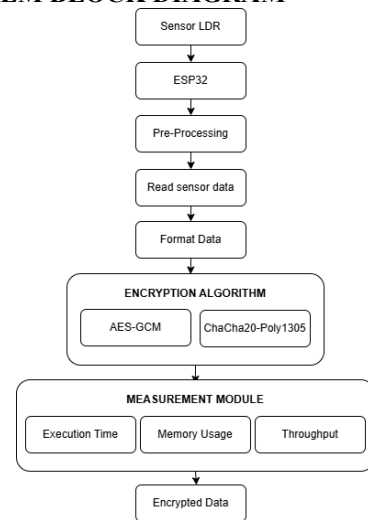 Sensor LDR
ESP32
Pre-Processing
Read sensor data
Format Data
ENCRYPTION ALGORITHM
AES-GCM ChaCha20-Poly1305
MEASUREMENT MODULE
Execution Time Memory Usage Throughput
Encrypted Data